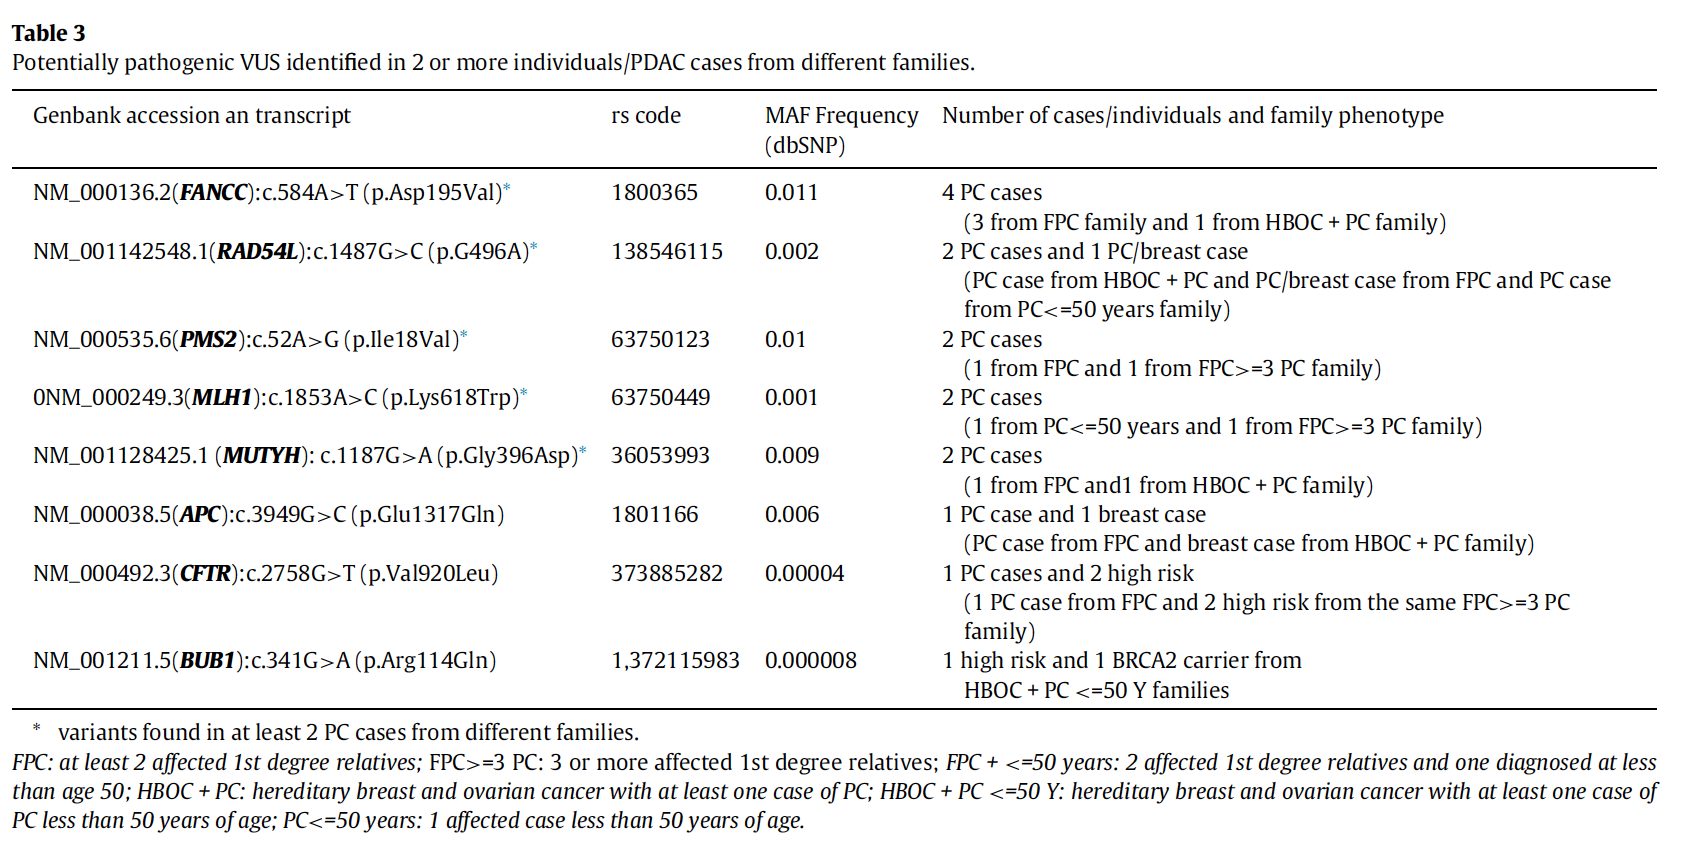 Table 3
Potentially pathogenic VUS identified in 2 or more individuals/PDAC cases from different families.
Genbank accession an transcript rs code MAF Frequency (dbSNP) Number of cases/individuals and family phenotype
NM_000136.2(FANCC):c.584A>T (p.Asp195Val)* 1800365 0.011 4 PC cases
(3 from FPC family and 1 from HBOC + PC family)
NM_001142548.1(RAD54L):c.1487G>C (p.G496A)* 138546115 0.002 2 PC cases and 1 PC/breast case
(PC case from HBOC + PC and PC/breast case from FPC and PC case
from PC<=50 years family)
NM_000535.6(PMS2):c.52A>G (p.Ile18Val)* 63750123 0.01 2 PC cases
(1 from FPC and 1 from FPC>=3 PC family)
0NM_000249.3(MLH1):c.1853A>C (p.Lys618Trp)* 63750449 0.001 2 PC cases
(1 from PC<=50 years and 1 from FPC>=3 PC family)
NM_001128425.1 (MUTYH): c.1187G>A (p.Gly396Asp)* 36053993 0.009 2 PC cases
(1 from FPC and1 from HBOC + PC family)
NM_000038.5(APC):c.3949G>C (p.Glu1317Gln) 1801166 0.006 1 PC case and 1 breast case
(PC case from FPC and breast case from HBOC + PC family)
NM_000492.3(CFTR):c.2758G>T (p.Val920Leu) 373885282 0.00004 1 PC cases and 2 high risk
(1 PC case from FPC and 2 high risk from the same FPC>=3 PC
family)
NM_001211.5(BUB1):c.341G>A (p.Arg114Gln) 1,372115983 0.000008 1 high risk and 1 BRCA2 carrier from
HBOC + PC <=50 Y families
* variants found in at least 2 PC cases from different families.
FPC: at least 2 affected 1st degree relatives; FPC>=3 PC: 3 or more affected 1st degree relatives; FPC + <=50 years: 2 affected 1st degree relatives and one diagnosed at less
than age 50; HBOC + PC: hereditary breast and ovarian cancer with at least one case of PC; HBOC + PC <=50 Y: hereditary breast and ovarian cancer with at least one case of
PC less than 50 years of age; PC<=50 years: 1 affected case less than 50 years of age.